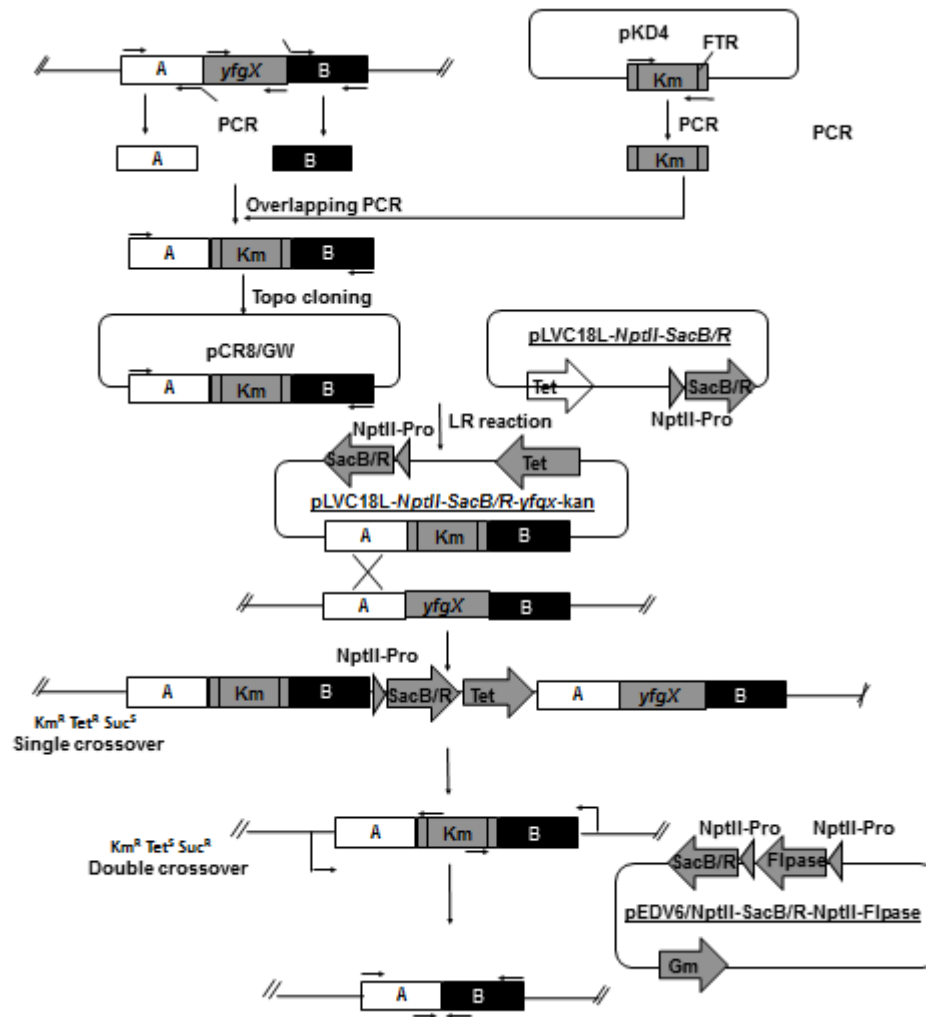 pKD4
FTR
A yfgX B
Km
PCR
PCR
PCR
A B
Km
Overlapping PCR
A Km B
Topo cloning
pCR8/GW
A Km B
pLVC18L-NptII-SacB/R
Tet SacB/R
NptII-Pro
LR reaction
NptII-Pro
SacB/R Tet
pLVC18L-NptII-SacB/R-yfqx-kan
A Km B
A yfgX B
NptII-Pro
A Km B SacB/R Tet A yfgX B
Kmᴿ Tetᴿ Sucˢ
Single crossover
A Km B
Kmᴿ Tetˢ Sucᴿ
Double crossover
NptII-Pro NptII-Pro
SacB/R Flpase
pEDV6/NptII-SacB/R-NptII-Flpase
Gm
A B